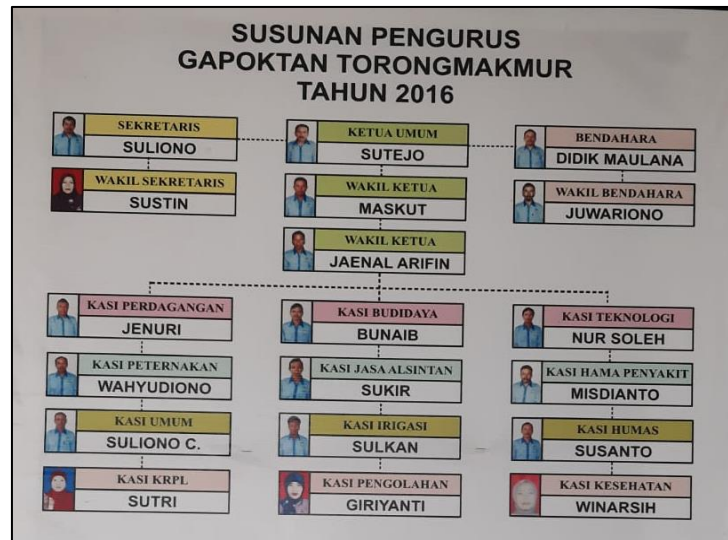 SUSUNAN PENGURUS
GAPOKTAN TORONGMAKMUR
TAHUN 2016
SEKRETARIS
SULIONO
WAKIL SEKRETARIS
SUSTIN
KETUA UMUM
SUTEJO
WAKIL KETUA
MASKUT
WAKIL KETUA
JAENAL ARIFIN
BENDAHARA
DIDIK MAULANA
WAKIL BENDAHARA
JUWARIONO
KASI PERDAGANGAN
JENURI
KASI PETERNAKAN
WAHYUDIONO
KASI UMUM
SULIONO C.
KASI KRPL
SUTRI
KASI BUDIDAYA
BUNAIB
KASI JASA ALSINTAN
SUKIR
KASI IRIGASI
SULKAN
KASI PENGOLAHAN
GIRIYANTI
KASI TEKNOLOGI
NUR SOLEH
KASI HAMA PENYAKIT
MISDIANTO
KASI HUMAS
SUSANTO
KASI KESEHATAN
WINARSIH